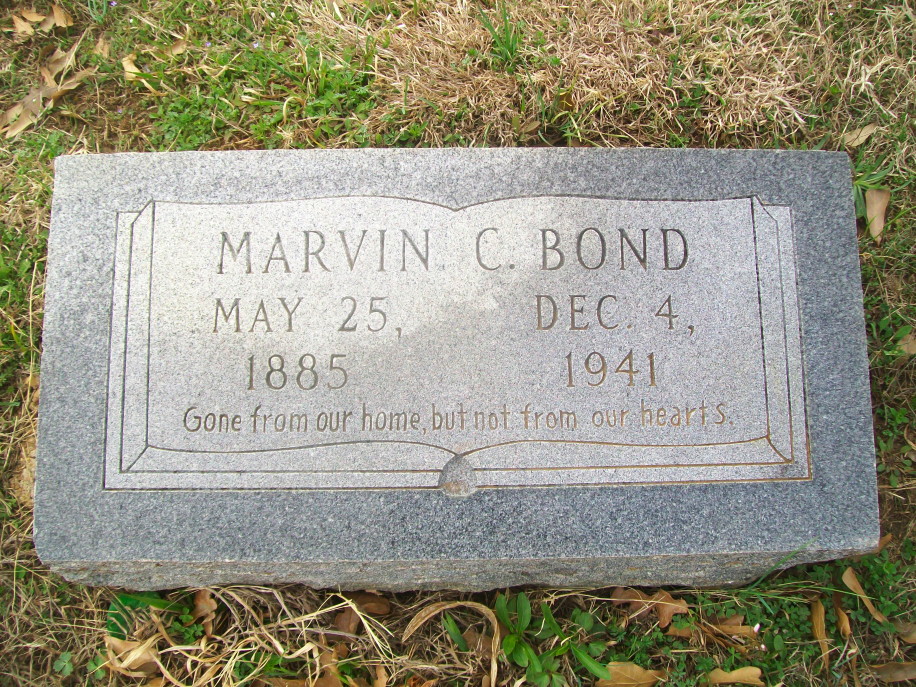 MARVIN C. BOND
MAY 25, DEC. 4,
1885 1941
Gone from our home, but not from our hearts.